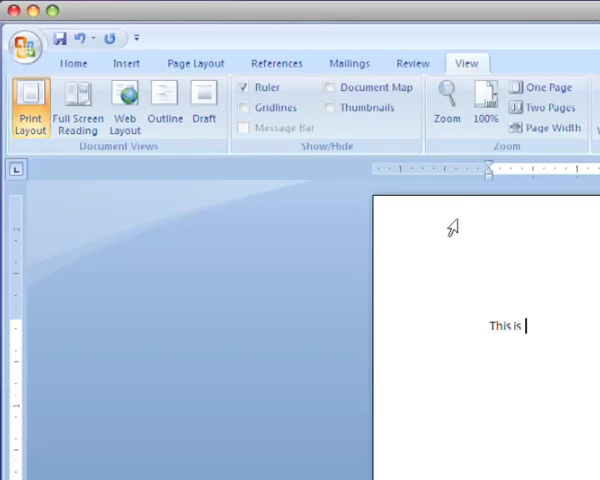 Home Insert Page Layout References Mailings Review View
Print Layout
Full Screen Reading
Web Layout
Outline
Draft
Document Views
Ruler
Gridlines
Message Bar
Document Map
Thumbnails
Show/Hide
Zoom
100%
One Page
Two Pages
Page Width
Zoom
This is